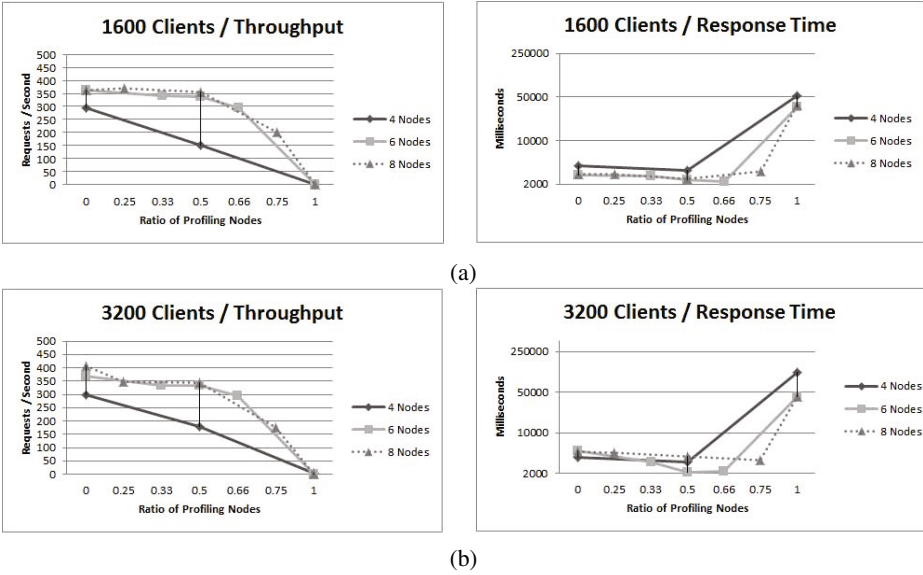 1600 Clients / Throughput
Requests / Second
500
450
400
350
300
250
200
150
100
50
0
0 0.25 0.33 0.5 0.66 0.75 1
Ratio of Profiling Nodes
4 Nodes
6 Nodes
8 Nodes
1600 Clients / Response Time
Milliseconds
250000
50000
10000
2000
0 0.25 0.33 0.5 0.66 0.75 1
Ratio of Profiling Nodes
4 Nodes
6 Nodes
8 Nodes
(a)
3200 Clients / Throughput
Requests / Second
500
450
400
350
300
250
200
150
100
50
0
0 0.25 0.33 0.5 0.66 0.75 1
Ratio of Profiling Nodes
4 Nodes
6 Nodes
8 Nodes
3200 Clients / Response Time
Milliseconds
250000
50000
10000
2000
0 0.25 0.33 0.5 0.66 0.75 1
Ratio of Profiling Nodes
4 Nodes
6 Nodes
8 Nodes
(b)